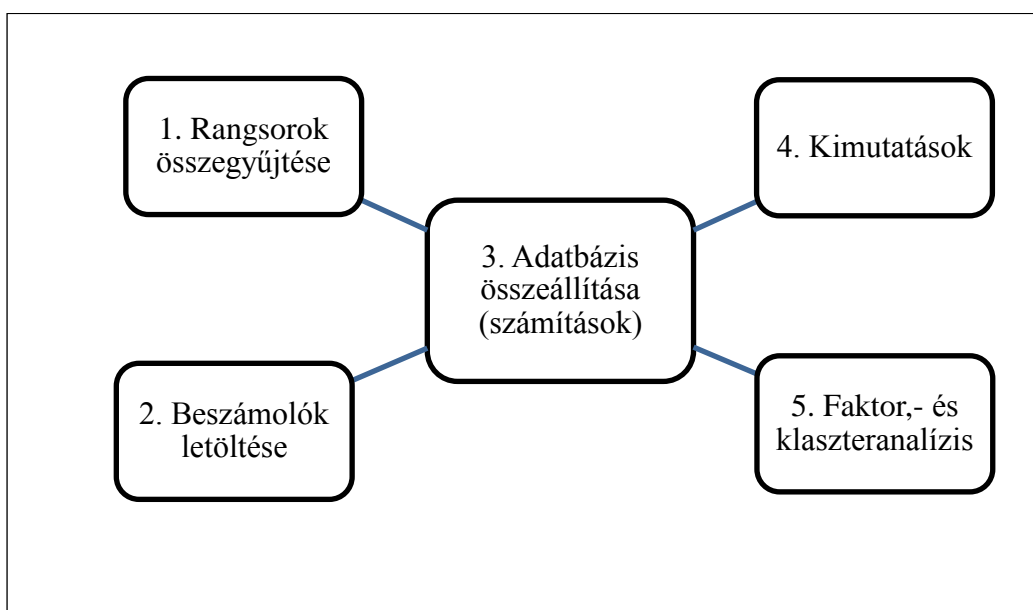 1. Rangsorok
összegyűjtése
2. Beszámolók
letöltése
3. Adatbázis
összeállítása
(számítások)
4. Kimutatások
5. Faktor,- és
klaszteranalízis